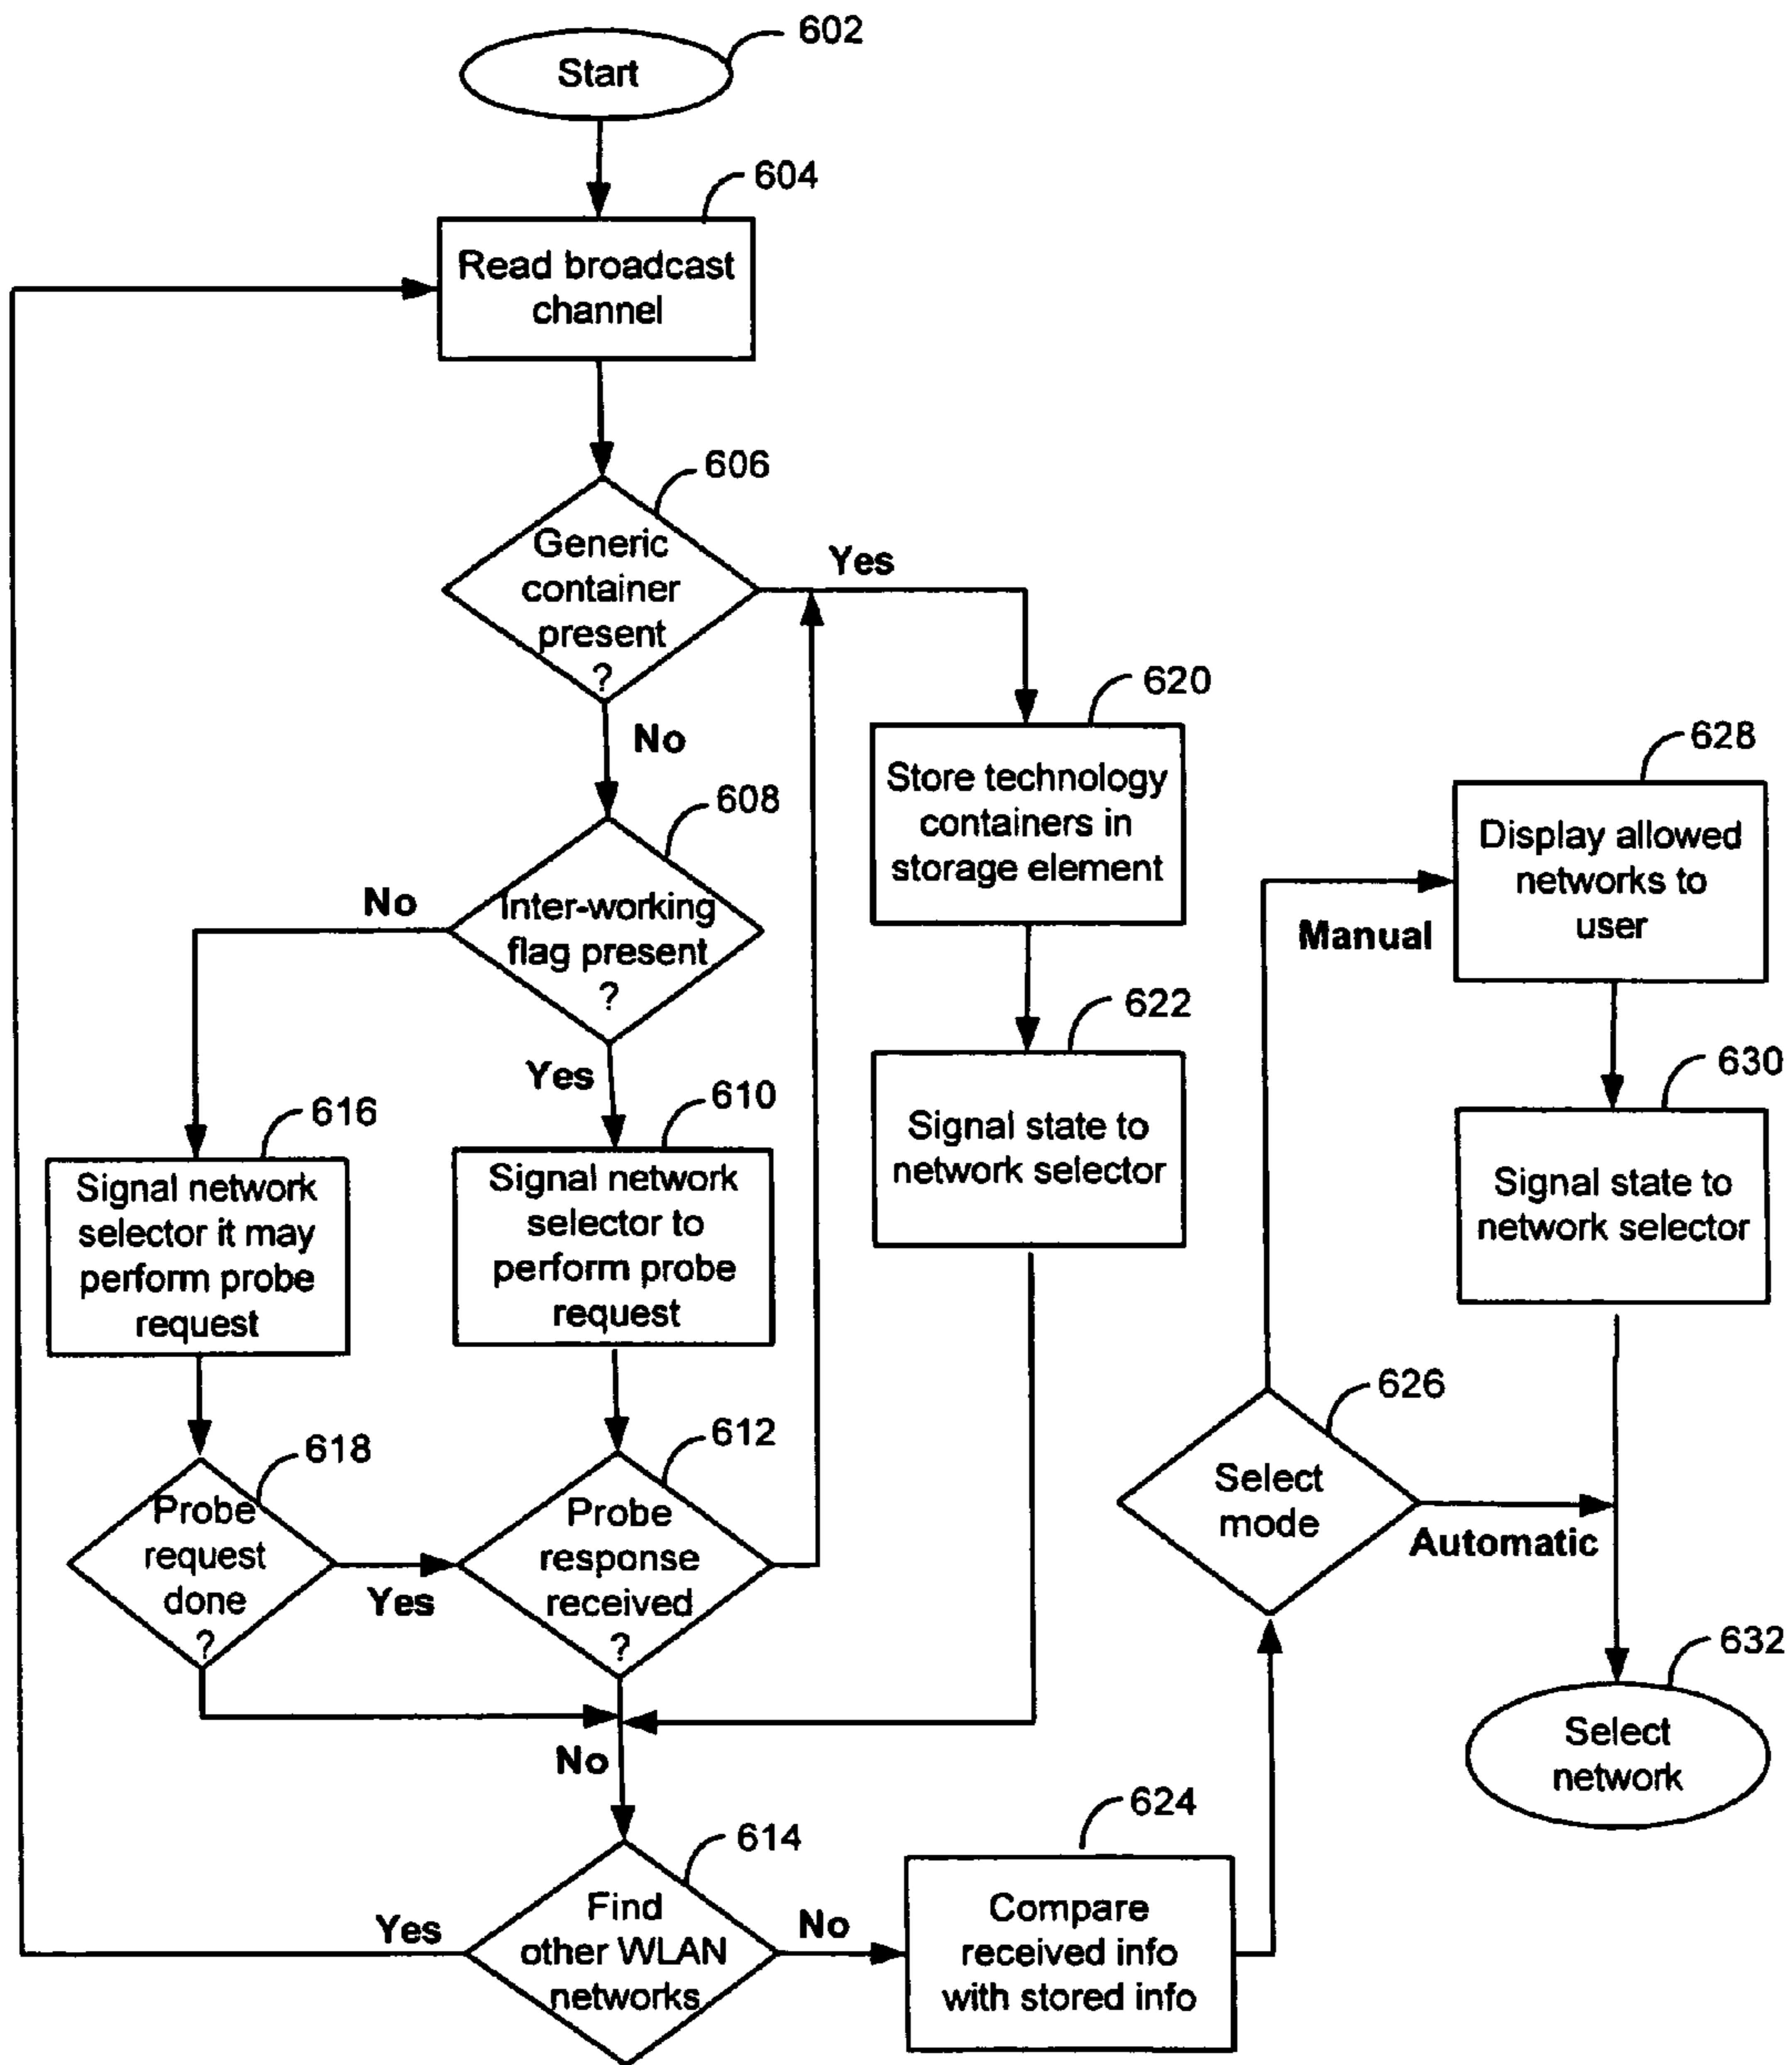 602
Start
604
Read broadcast
channel
606
Generic
container
present
?
Yes
No
620
Store technology
containers in
storage element
628
Display allowed
networks to
user
608
Inter-working
flag present
?
No
Manual
Yes
622
Signal state to
network selector
630
Signal state to
network selector
616
Signal network
selector it may
perform probe
request
610
Signal network
selector to
perform probe
request
626
Select
mode
Automatic
618
Probe
request
done
?
Yes
612
Probe
response
received
?
No
632
Select
network
614
Find
other WLAN
networks
Yes
No
624
Compare
received info
with stored info